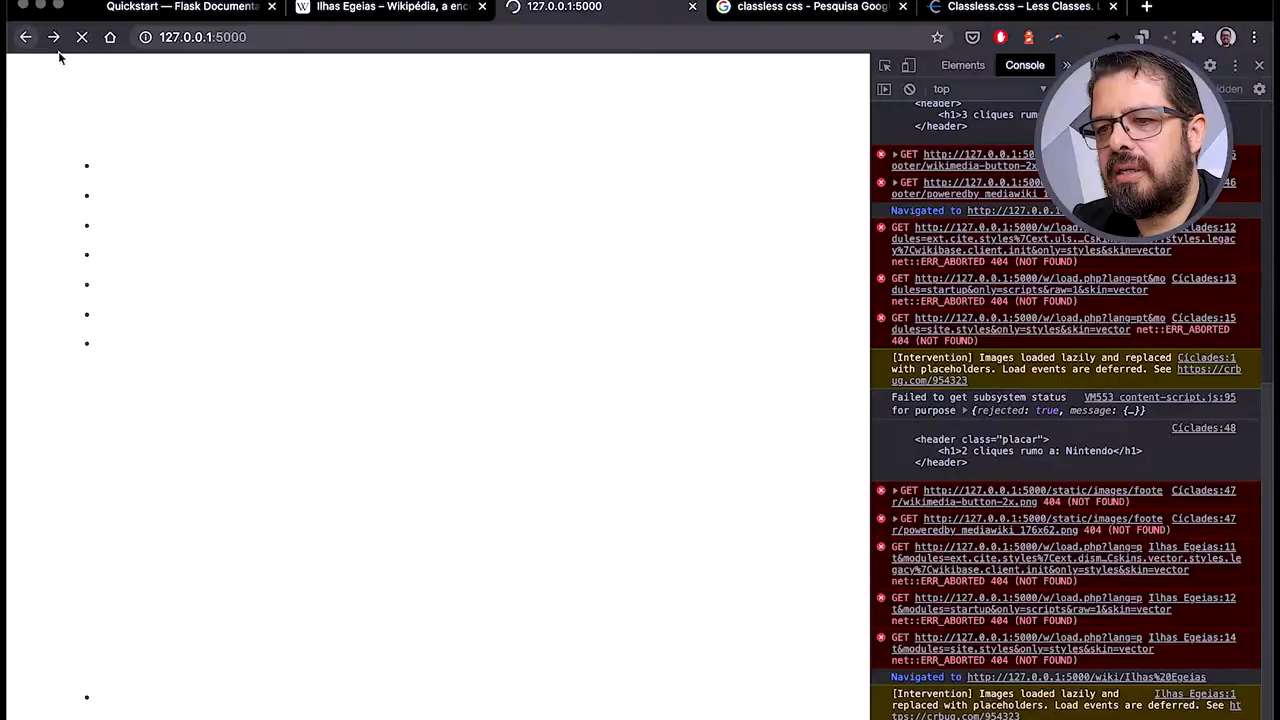 Quickstart — Flask Documenta
Ilhas Egeias – Wikipédia, a enc
127.0.0.1:5000
classless css - Pesquisa Goog
Classless.css – Less Classes. L
127.0.0.1:5000
Elements
Console
top
dden
<header>
<h1>3 cliques rumo
</header>
GET http://127.0.0.1:50
ooter/wikimedia-button-2x
GET http://127.0.0.1:50
46
ooter/poweredby_mediawiki_1
Navigated to http://127.0.0.1
GET http://127.0.0.1:5000/w/load.php?lang=pt&mo
Cíclades:12
dules=ext.cite.styles%7Cext.uls.…Cskins.vector.styles.legac
y%7Cwikibase.client.init&only=styles&skin=vector
net::ERR_ABORTED 404 (NOT FOUND)
GET http://127.0.0.1:5000/w/load.php?lang=pt&mo Cíclades:13
dules=startup&only=scripts&raw=1&skin=vector
net::ERR_ABORTED 404 (NOT FOUND)
GET http://127.0.0.1:5000/w/load.php?lang=pt&mo Cíclades:15
dules=site.styles&only=styles&skin=vector net::ERR_ABORTED
404 (NOT FOUND)
[Intervention] Images loaded lazily and replaced Cíclades:1
with placeholders. Load events are deferred. See https://crb
ug.com/954323
Failed to get subsystem status VM553 content-script.js:95
for purpose {rejected: true, message: {…}}
Cíclades:48
<header class="placar">
<h1>2 cliques rumo a: Nintendo</h1>
</header>
GET http://127.0.0.1:5000/static/images/foote Cíclades:47
r/wikimedia-button-2x.png 404 (NOT FOUND)
GET http://127.0.0.1:5000/static/images/foote Cíclades:47
r/poweredby_mediawiki_176x62.png 404 (NOT FOUND)
GET http://127.0.0.1:5000/w/load.php?lang=p Ilhas Egeias:11
t&modules=ext.cite.styles%7Cext.dism…Cskins.vector.styles.le
gacy%7Cwikibase.client.init&only=styles&skin=vector
net::ERR_ABORTED 404 (NOT FOUND)
GET http://127.0.0.1:5000/w/load.php?lang=p Ilhas Egeias:12
t&modules=startup&only=scripts&raw=1&skin=vector
net::ERR_ABORTED 404 (NOT FOUND)
GET http://127.0.0.1:5000/w/load.php?lang=p Ilhas Egeias:14
t&modules=site.styles&only=styles&skin=vector
net::ERR_ABORTED 404 (NOT FOUND)
Navigated to http://127.0.0.1:5000/wiki/Ilhas%20Egeias
[Intervention] Images loaded lazily and Ilhas Egeias:1
replaced with placeholders. Load events are deferred. See ht
tps://crbug.com/954323